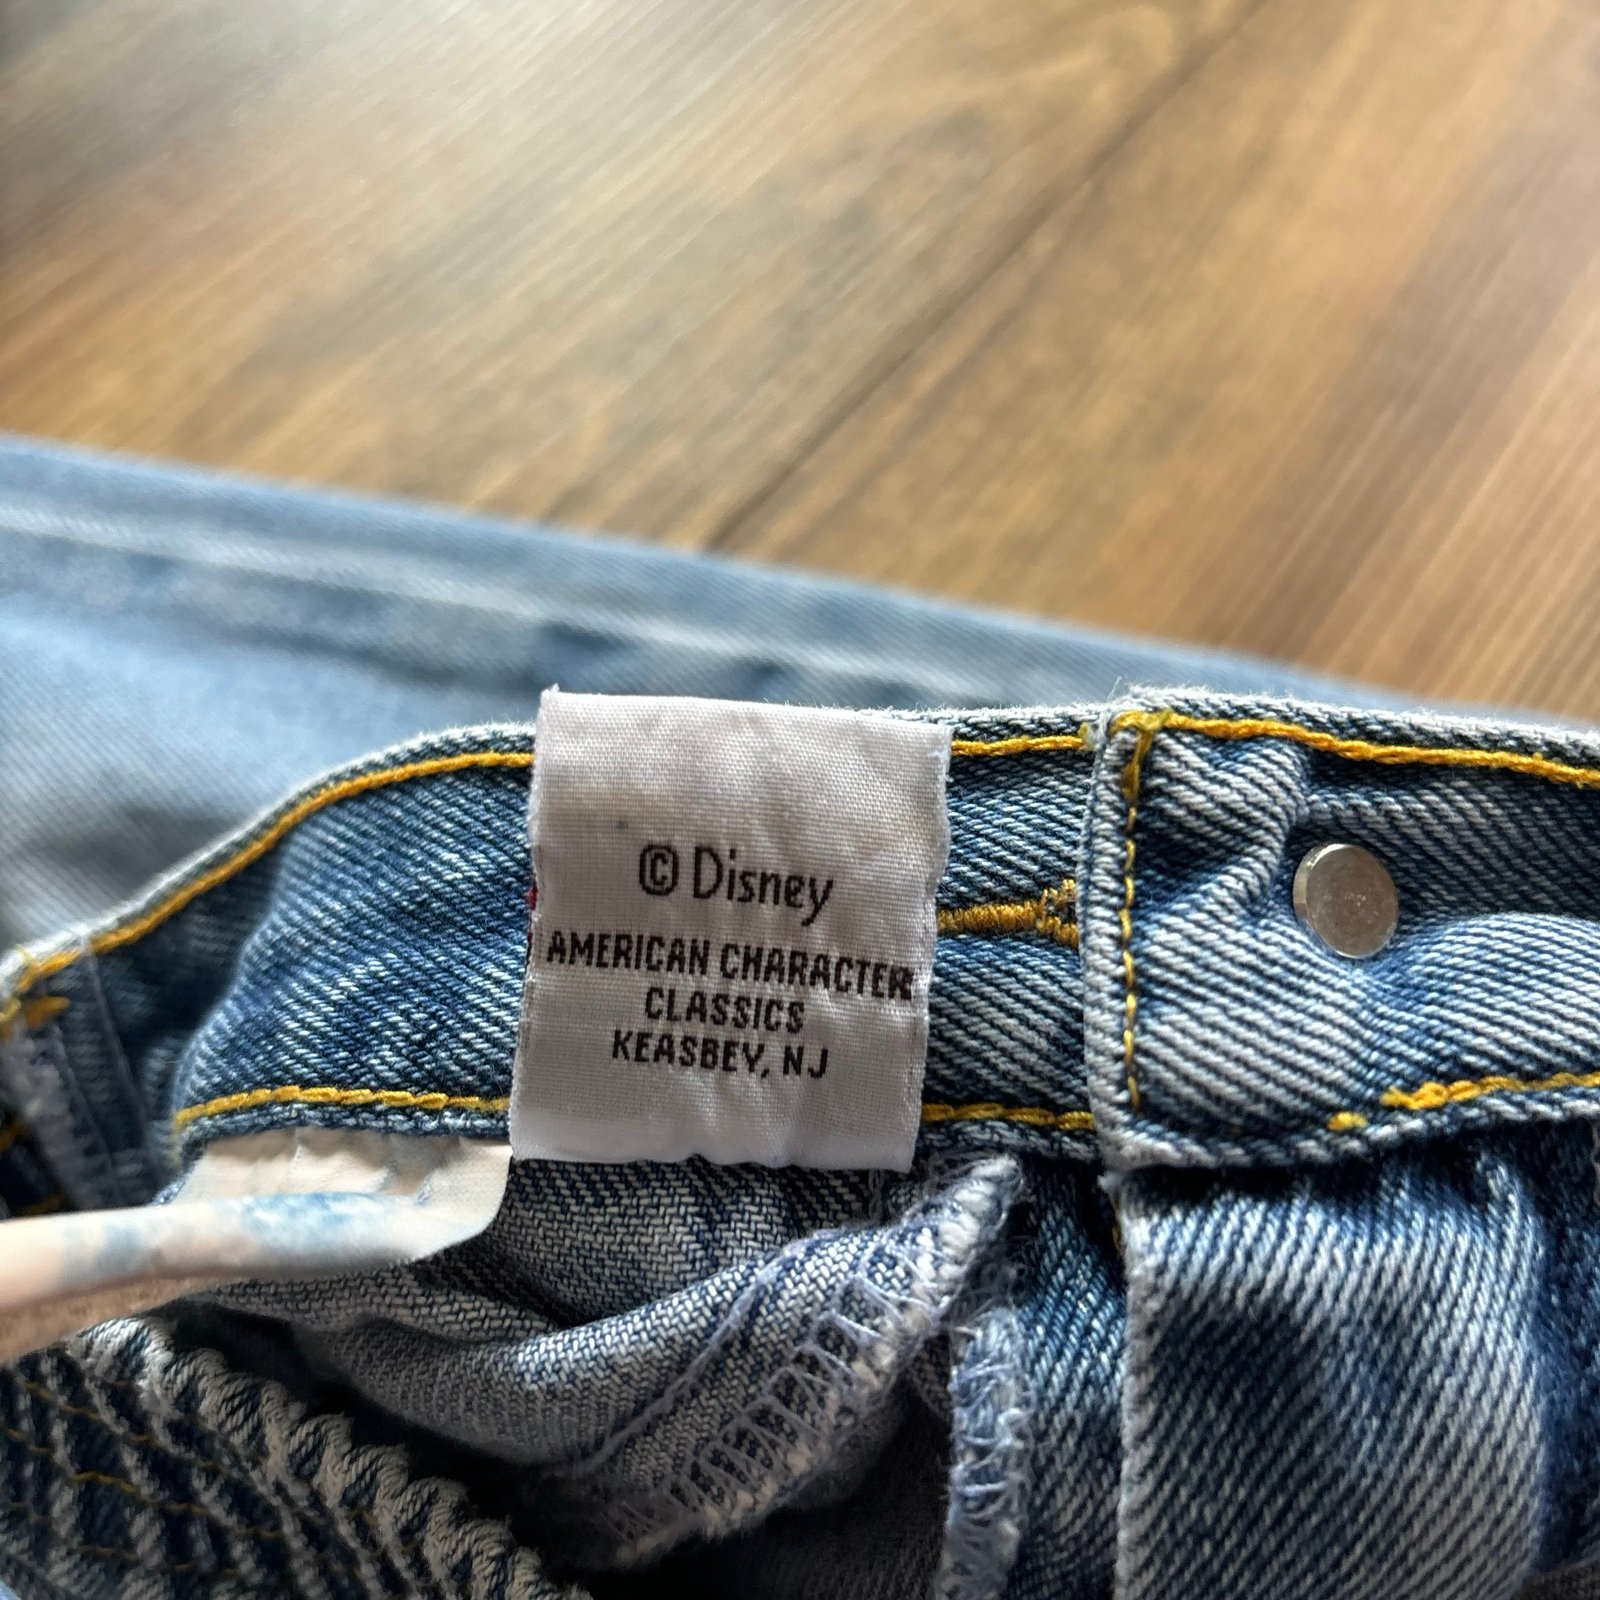 © Disney
AMERICAN CHARACTER
CLASSICS
KEASBEY, NJ